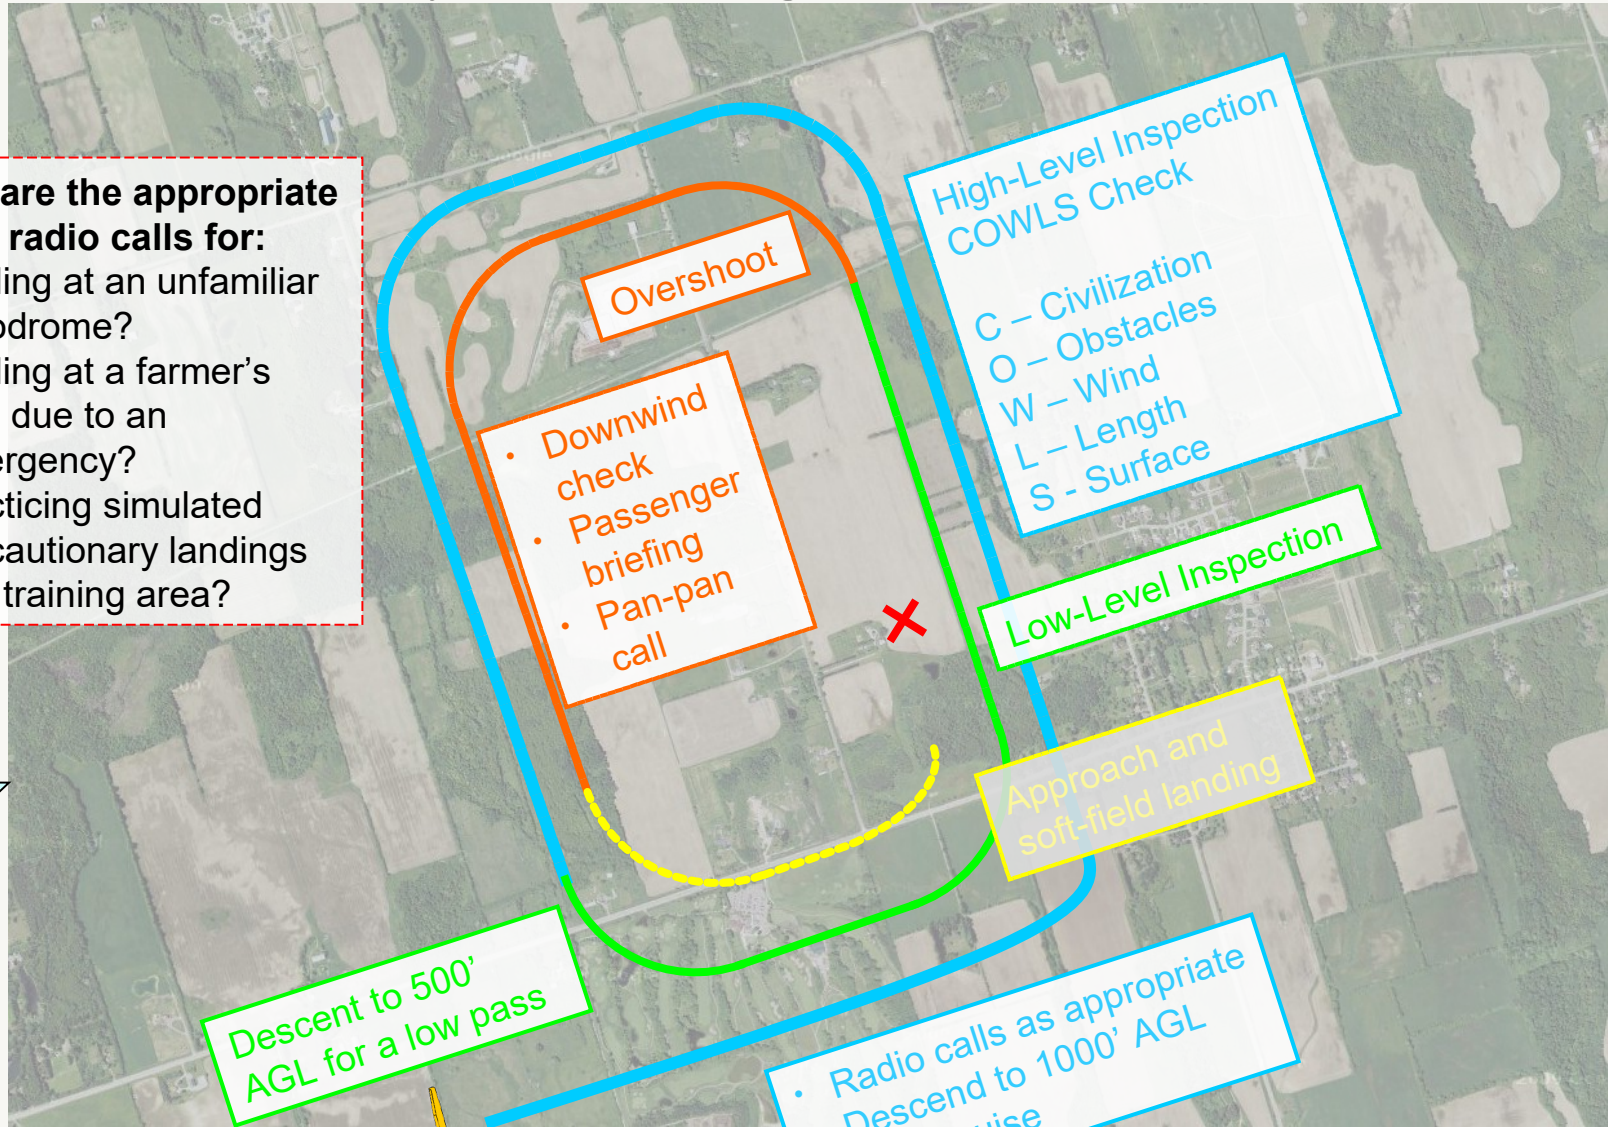 are the appropriate
radio calls for:
ling at an unfamiliar
odrome?
ling at a farmer's
due to an
ergency?
cticing simulated
cautionary landings
training area?
Overshoot
• Downwind
check
• Passenger
briefing
• Pan-pan
call
High-Level Inspection
COWLS Check
C – Civilization
O – Obstacles
W – Wind
L – Length
S - Surface
Low-Level Inspection
Approach and
soft-field landing
Descent to 500'
AGL for a low pass
• Radio calls as appropriate
Descend to 1000' AGL